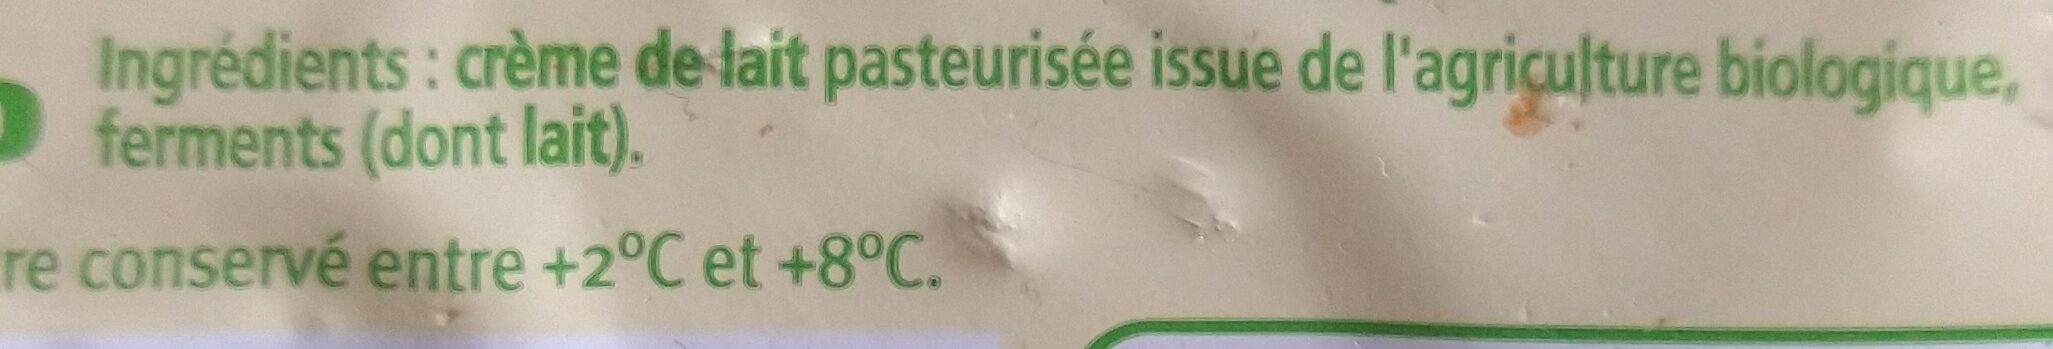 Ingrédients : crème de lait pasteurisée issue de l'agriculture biologique,
ferments (dont lait).
re conservé entre +2°C et +8°C.